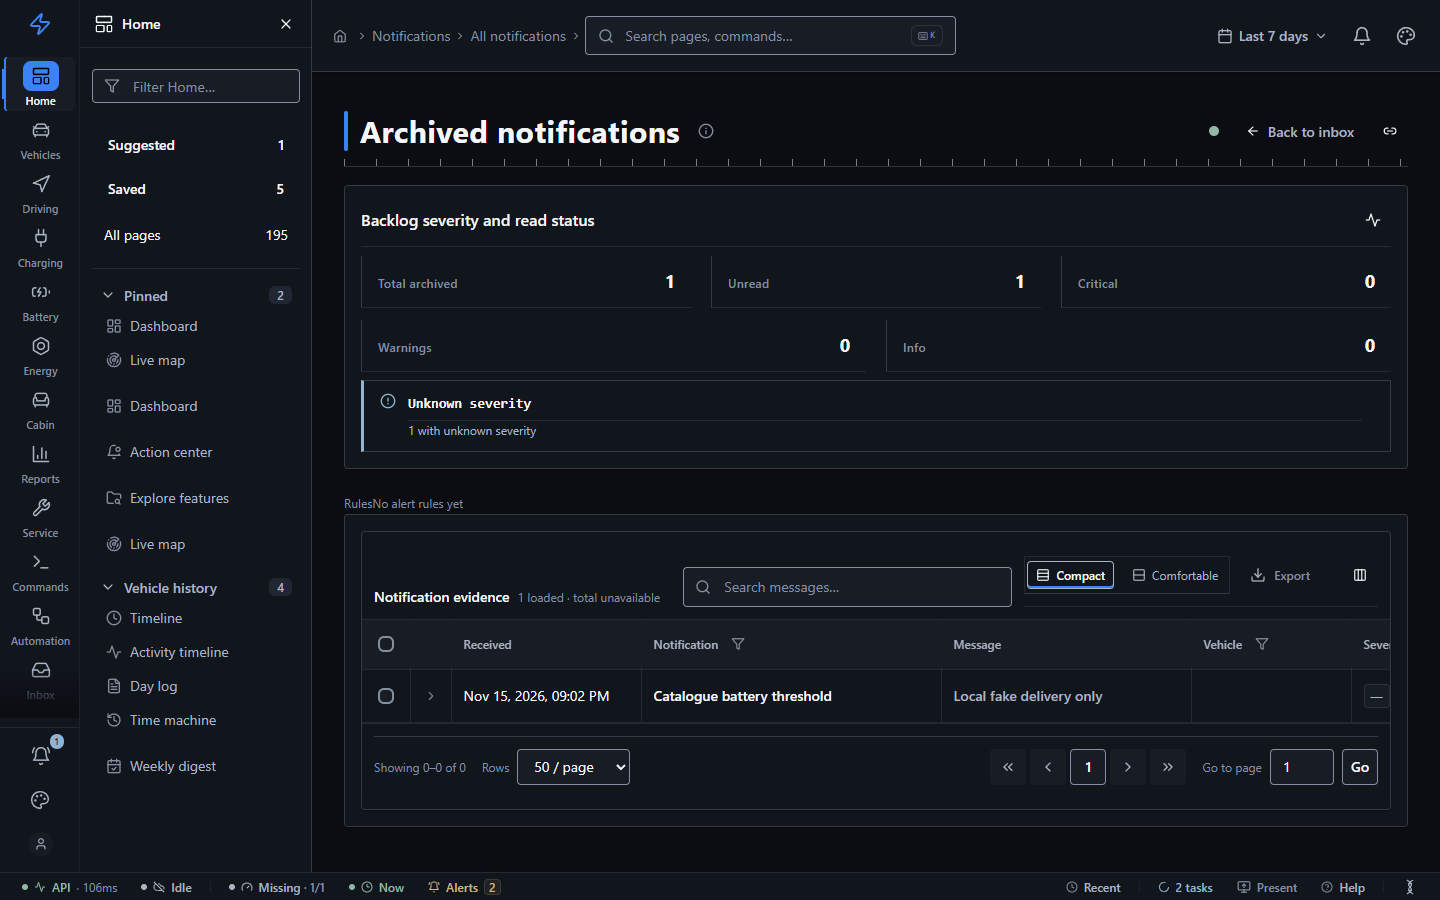 Home
Vehicles
Driving
Charging
Battery
Energy
Cabin
Reports
Service
Commands
Automation
Inbox
1
Home
Filter Home...
Suggested 1
Saved 5
All pages 195
Pinned 2
Dashboard
Live map
Dashboard
Action center
Explore features
Live map
Vehicle history 4
Timeline
Activity timeline
Day log
Time machine
Weekly digest
Notifications
All notifications
Search pages, commands...
K
Last 7 days
Archived notifications
Back to inbox
Backlog severity and read status
Total archived 1
Unread 1
Critical 0
Warnings 0
Info 0
Unknown severity
1 with unknown severity
RulesNo alert rules yet
Notification evidence 1 loaded · total unavailable
Search messages...
Compact
Comfortable
Export
Received Notification Message Vehicle Sever
Nov 15, 2026, 09:02 PM Catalogue battery threshold Local fake delivery only —
Showing 0–0 of 0 Rows 50 / page
1
Go to page 1 Go
API · 106ms
Idle
Missing · 1/1
Now
Alerts 2
Recent
2 tasks
Present
Help